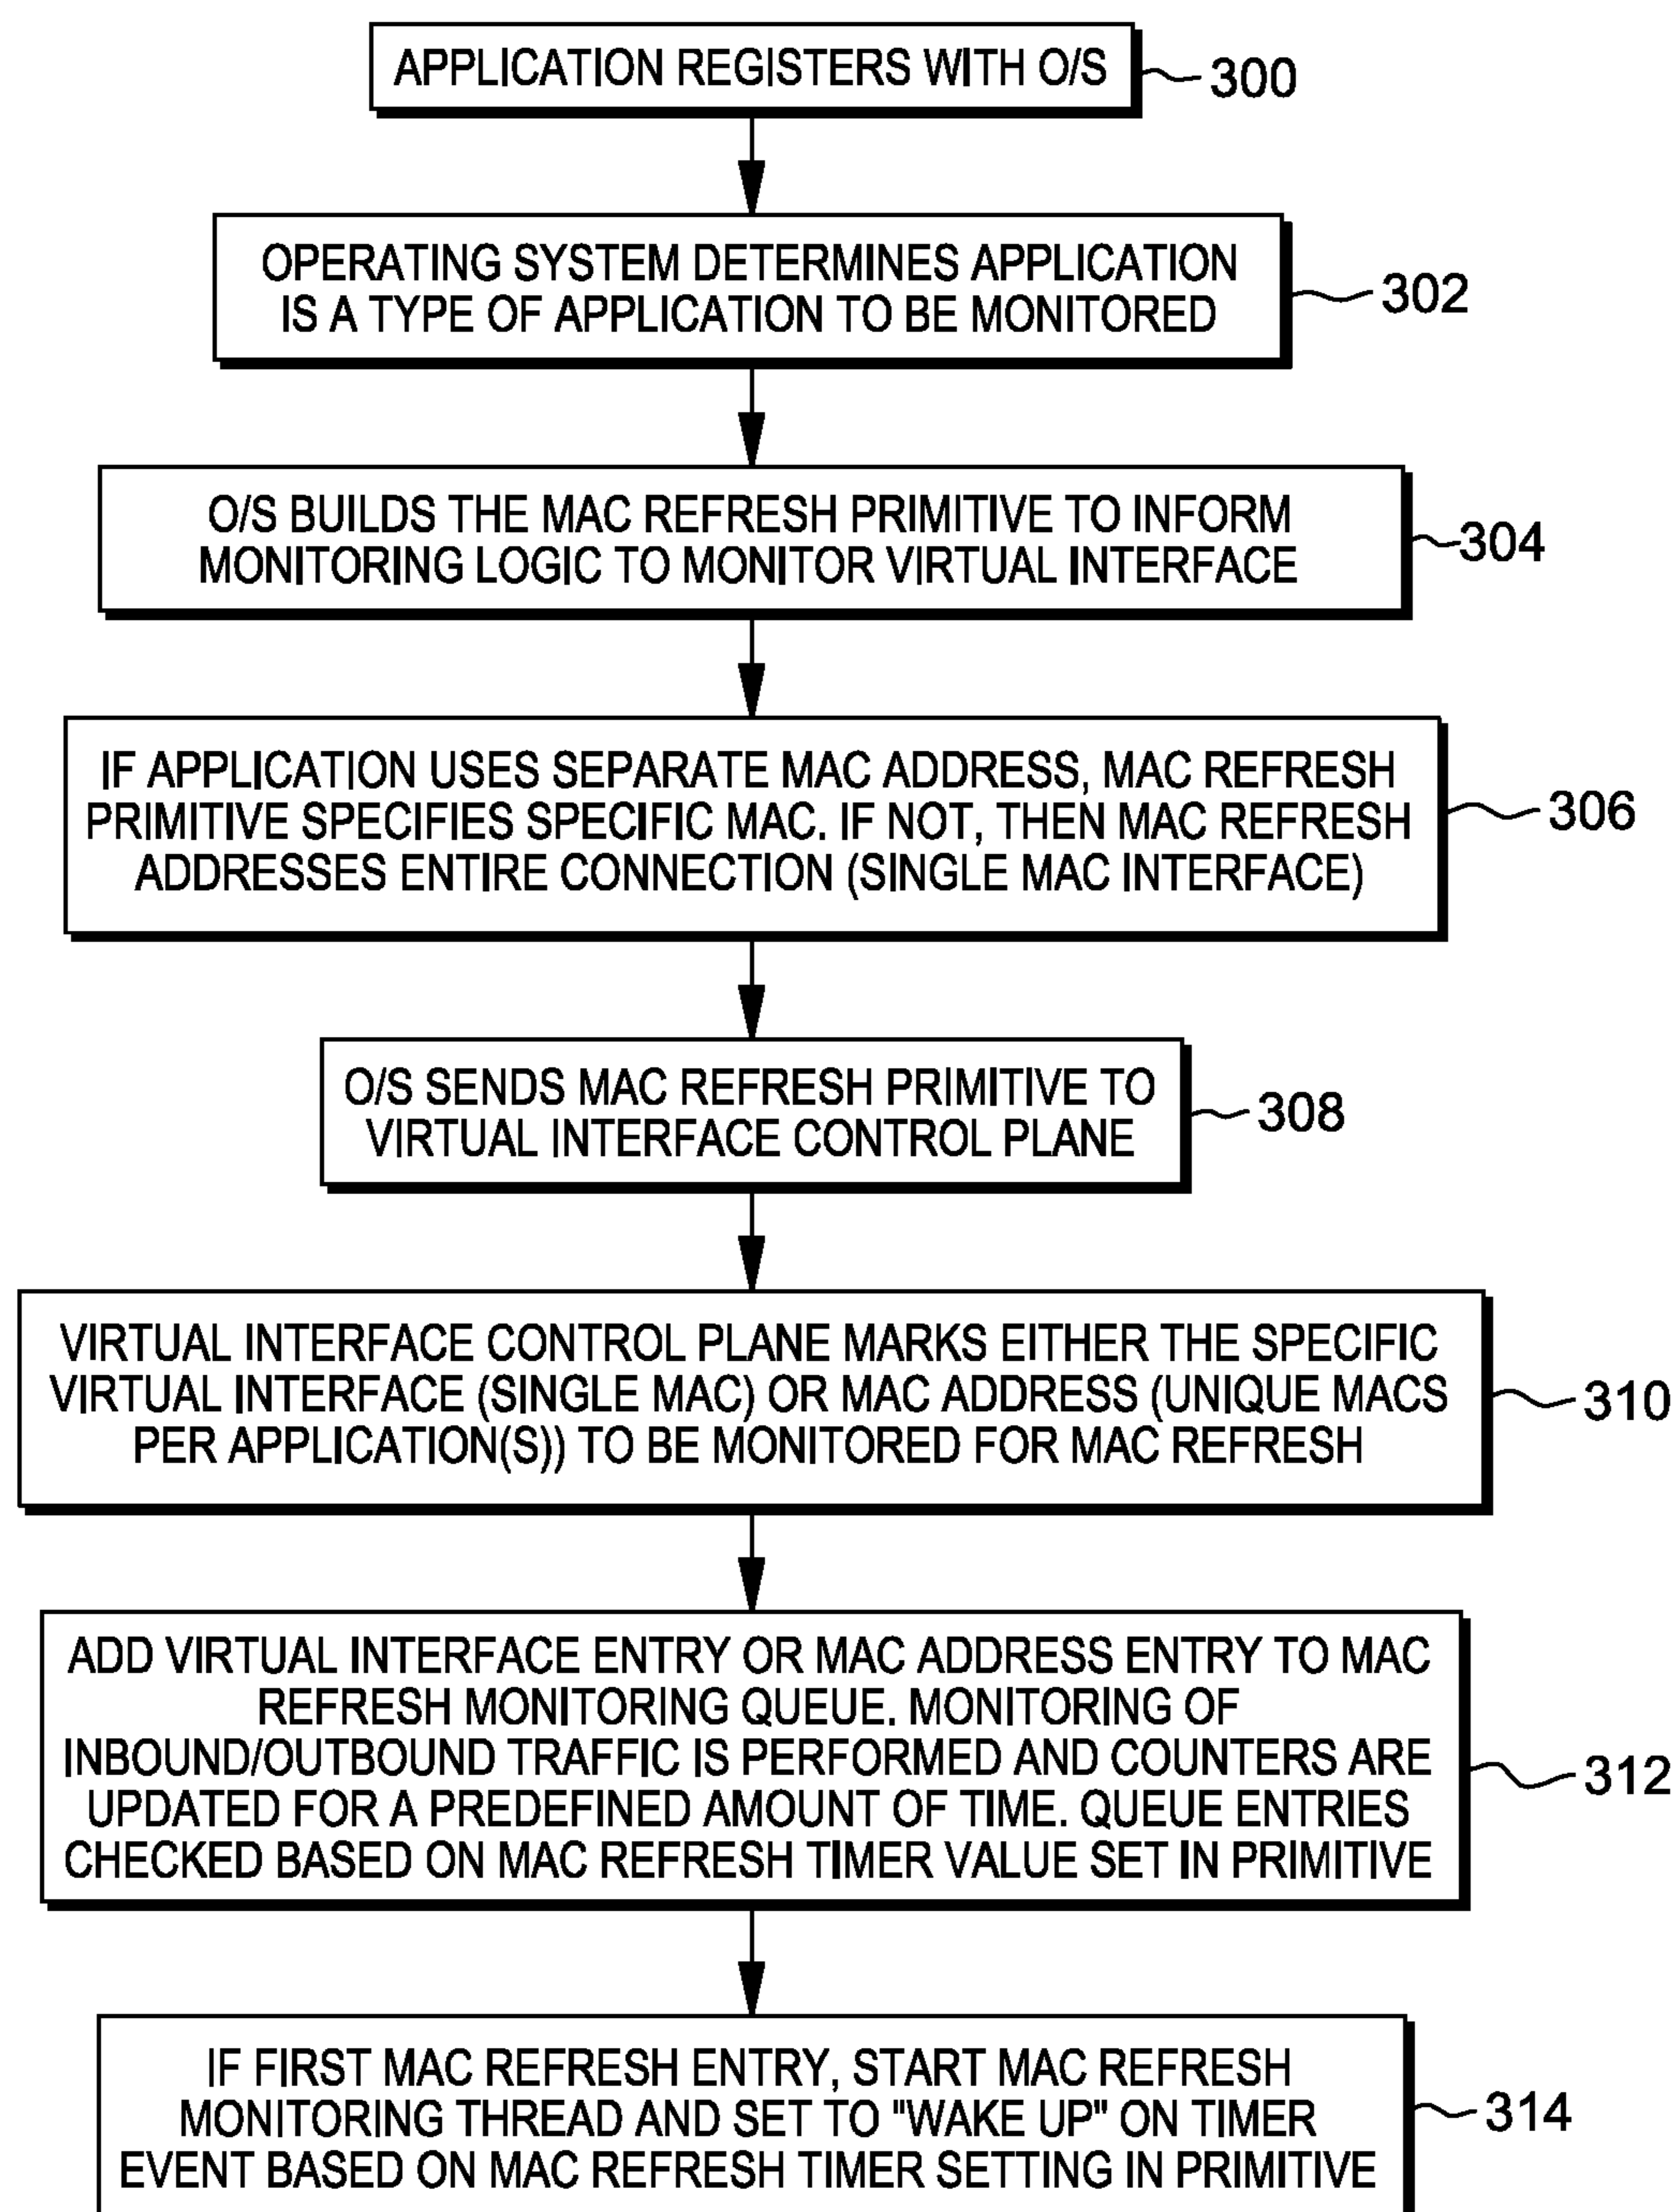 APPLICATION REGISTERS WITH O/S
300
OPERATING SYSTEM DETERMINES APPLICATION
IS A TYPE OF APPLICATION TO BE MONITORED
302
O/S BUILDS THE MAC REFRESH PRIMITIVE TO INFORM
MONITORING LOGIC TO MONITOR VIRTUAL INTERFACE
304
IF APPLICATION USES SEPARATE MAC ADDRESS, MAC REFRESH
PRIMITIVE SPECIFIES SPECIFIC MAC. IF NOT, THEN MAC REFRESH
ADDRESSES ENTIRE CONNECTION (SINGLE MAC INTERFACE)
306
O/S SENDS MAC REFRESH PRIMITIVE TO
VIRTUAL INTERFACE CONTROL PLANE
308
VIRTUAL INTERFACE CONTROL PLANE MARKS EITHER THE SPECIFIC
VIRTUAL INTERFACE (SINGLE MAC) OR MAC ADDRESS (UNIQUE MACS
PER APPLICATION(S)) TO BE MONITORED FOR MAC REFRESH
310
ADD VIRTUAL INTERFACE ENTRY OR MAC ADDRESS ENTRY TO MAC
REFRESH MONITORING QUEUE. MONITORING OF
INBOUND/OUTBOUND TRAFFIC IS PERFORMED AND COUNTERS ARE
UPDATED FOR A PREDEFINED AMOUNT OF TIME. QUEUE ENTRIES
CHECKED BASED ON MAC REFRESH TIMER VALUE SET IN PRIMITIVE
312
IF FIRST MAC REFRESH ENTRY, START MAC REFRESH
MONITORING THREAD AND SET TO "WAKE UP" ON TIMER
EVENT BASED ON MAC REFRESH TIMER SETTING IN PRIMITIVE
314